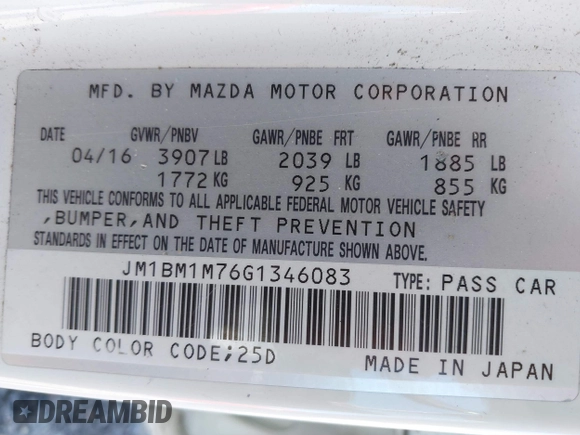 MFD. BY MAZDA MOTOR CORPORATION
DATE GVWR/PNBV GAWR/PNBE FRT GAWR/PNBE RR
04/16 3907 LB 2039 LB 1885 LB
1772 KG 925 KG 855 KG
THIS VEHICLE CONFORMS TO ALL APPLICABLE FEDERAL MOTOR VEHICLE SAFETY
,BUMPER,AND THEFT PREVENTION
STANDARDS IN EFFECT ON THE DATE OF MANUFACTURE SHOWN ABOVE.
JM1BM1M76G1346083 TYPE: PASS CAR
BODY COLOR CODE;25D
MADE IN JAPAN
DREAMBID